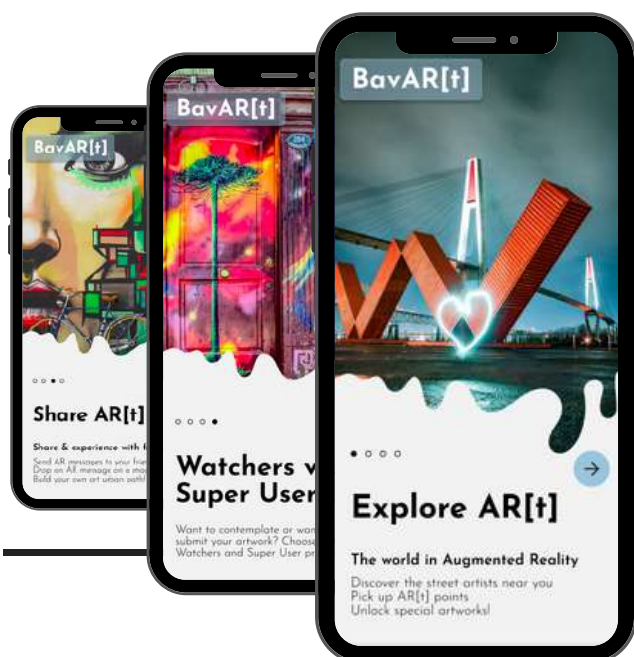 BavAR[t]
Share AR[t]
Share & experience with f
Send AR messages to your frie
Drop an AR message on a
Build your own art urban path!
BavAR[t]
284
Watchers v
Super User
Want to contemplate or wan
submit your artwork? Choose
Watchers and Super User pr
BavAR[t]
Explore AR[t]
The world in Augmented Reality
Discover the street artists near you
Pick up AR[t] points
Unlock special artworks!